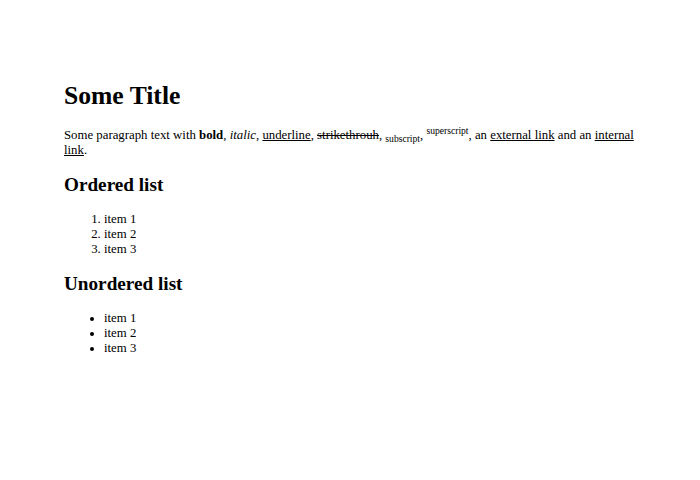 Some Title
Some paragraph text with bold, italic, underline, strikethrouh, subscript, superscript, an external link and an internal
link.
Ordered list
1. item 1
2. item 2
3. item 3
Unordered list
• item 1
• item 2
• item 3